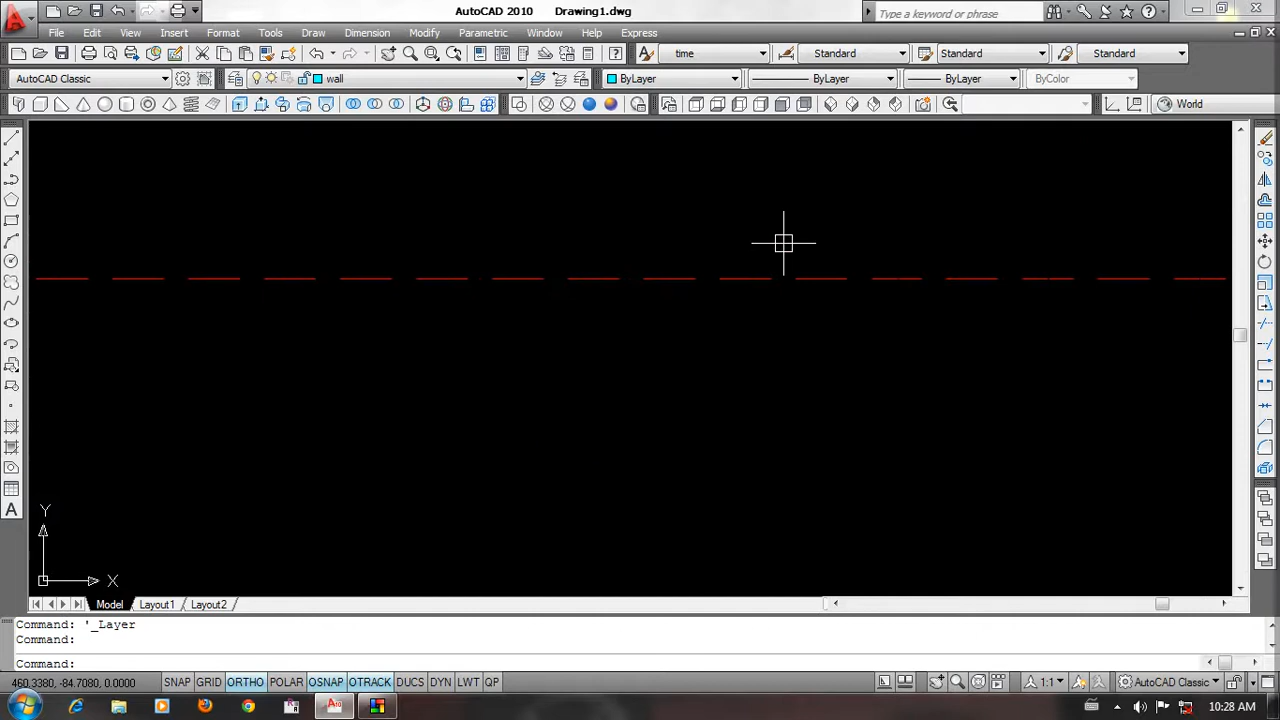 AutoCAD 2010 Drawing1.dwg
Type a keyword or phrase
File Edit View Insert Format Tools Draw Dimension Modify Parametric Window Help Express
time Standard Standard Standard
AutoCAD Classic wall ByLayer ByLayer ByLayer ByColor
World
A
Y
X
Model Layout1 Layout2
Command: '_Layer
Command:
Command:
460.3380, -84.7080, 0.0000 SNAP GRID ORTHO POLAR OSNAP OTRACK DUCS DYN LWT QP 1:1 AutoCAD Classic
10:28 AM